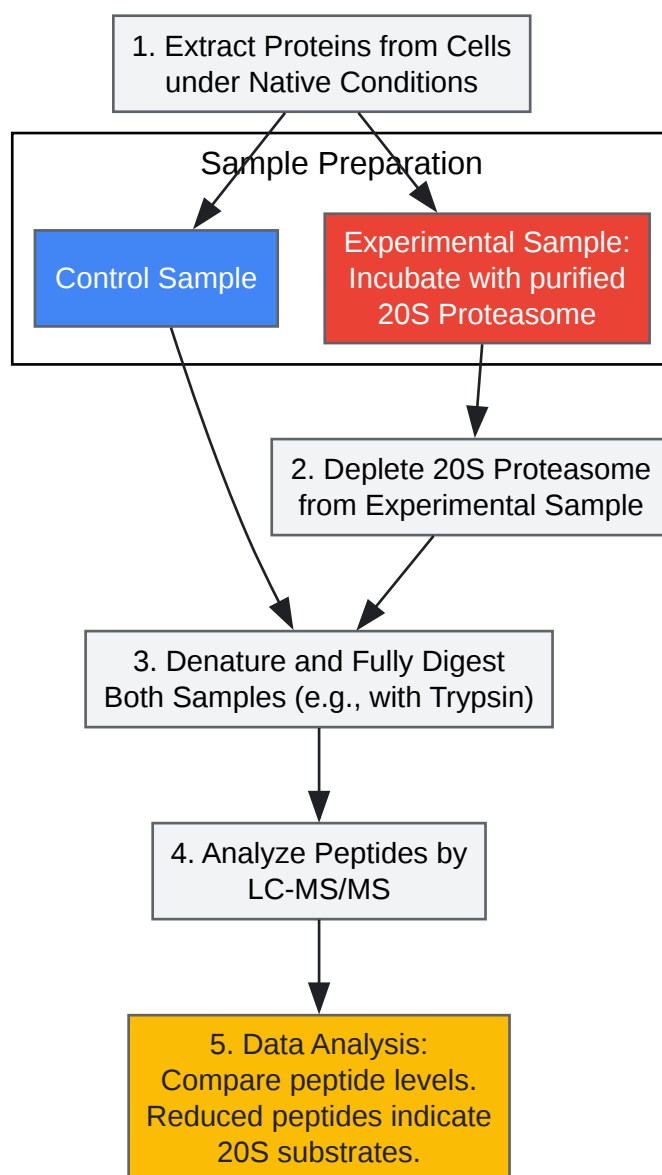 1. Extract Proteins from Cells
under Native Conditions
Sample Preparation
Control Sample
Experimental Sample:
Incubate with purified
20S Proteasome
2. Deplete 20S Proteasome
from Experimental Sample
3. Denature and Fully Digest
Both Samples (e.g., with Trypsin)
4. Analyze Peptides by
LC-MS/MS
5. Data Analysis:
Compare peptide levels.
Reduced peptides indicate
20S substrates.